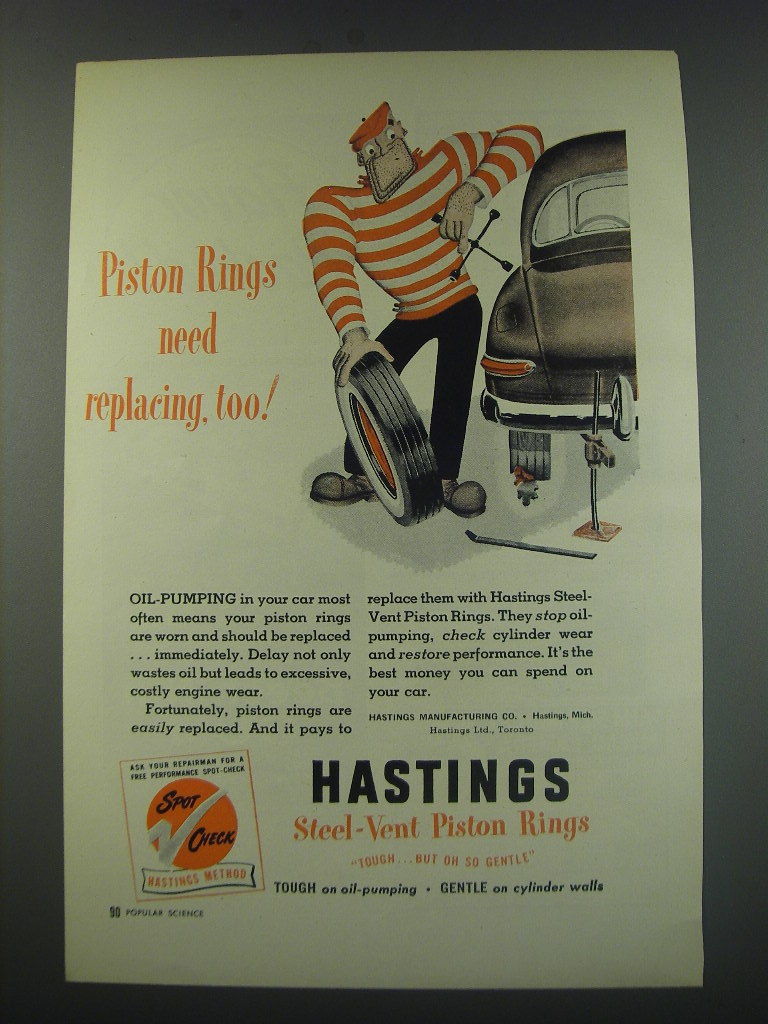 Piston Rings
need
replacing, too!
OIL-PUMPING in your car most
often means your piston rings
are worn and should be replaced
. . . immediately. Delay not only
wastes oil but leads to excessive,
costly engine wear.
Fortunately, piston rings are
easily replaced. And it pays to
replace them with Hastings Steel-
Vent Piston Rings. They stop oil-
pumping, check cylinder wear
and restore performance. It's the
best money you can spend on
your car.
HASTINGS MANUFACTURING CO. • Hastings, Mich.
Hastings Ltd., Toronto
ASK YOUR REPAIRMAN FOR A
FREE PERFORMANCE SPOT-CHECK
SPOT
CHECK
HASTINGS METHOD
HASTINGS
Steel-Vent Piston Rings
"TOUGH...BUT OH SO GENTLE"
TOUGH on oil-pumping • GENTLE on cylinder walls
90 POPULAR SCIENCE